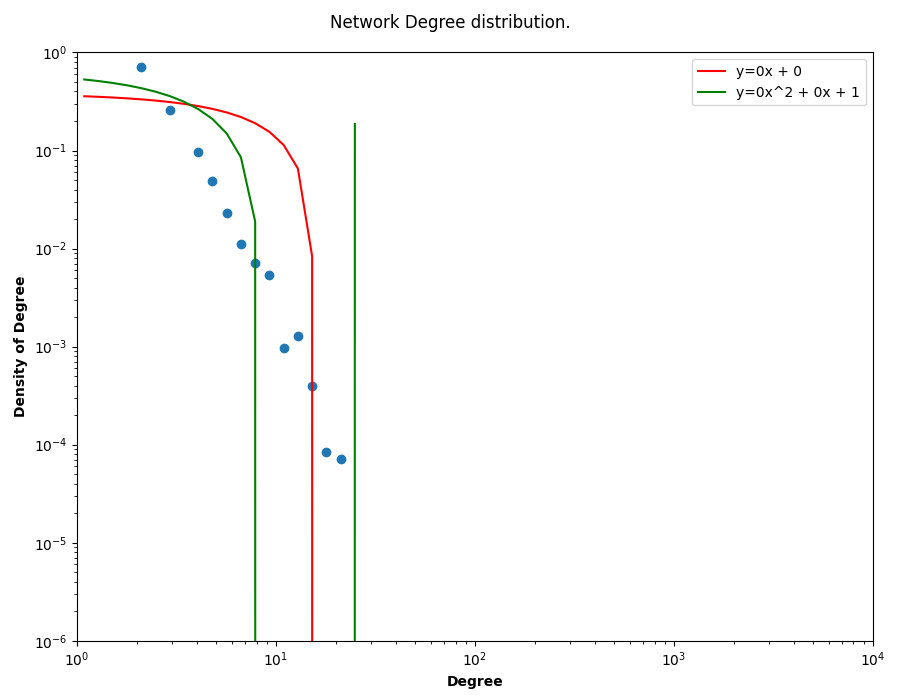 Network Degree distribution.
y=0x + 0
y=0x^2 + 0x + 1
Density of Degree
10^0
10^-1
10^-2
10^-3
10^-4
10^-5
10^-6
10^0 10^1 10^2 10^3 10^4
Degree